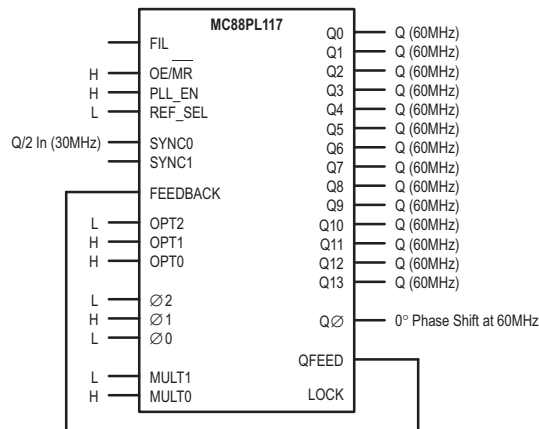 MC88PL117
FIL
H OE/MR
H PLL_EN
L REF_SEL
Q/2 In (30MHz) SYNC0
SYNC1
FEEDBACK
L OPT2
H OPT1
H OPT0
L ∅2
H ∅1
L ∅0
L MULT1
H MULT0
Q0 Q (60MHz)
Q1 Q (60MHz)
Q2 Q (60MHz)
Q3 Q (60MHz)
Q4 Q (60MHz)
Q5 Q (60MHz)
Q6 Q (60MHz)
Q7 Q (60MHz)
Q8 Q (60MHz)
Q9 Q (60MHz)
Q10 Q (60MHz)
Q11 Q (60MHz)
Q12 Q (60MHz)
Q13 Q (60MHz)
Q∅ 0° Phase Shift at 60MHz
QFEED
LOCK